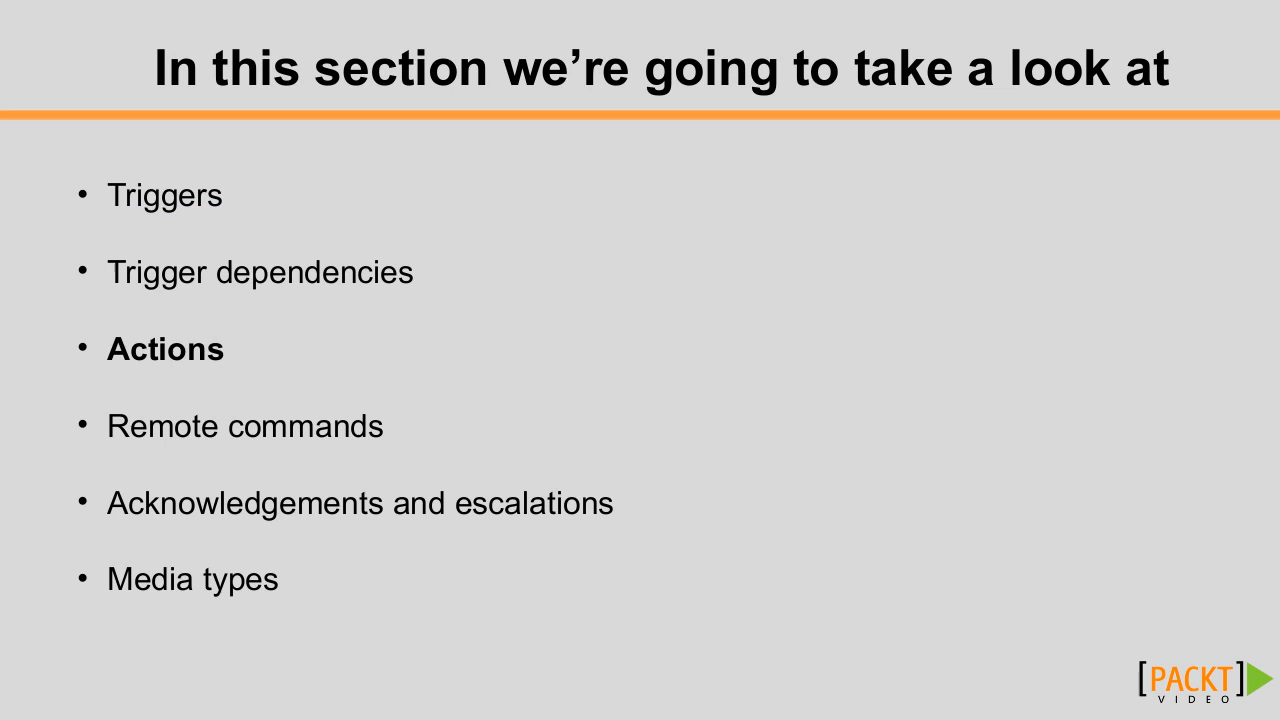 In this section we’re going to take a look at
• Triggers
• Trigger dependencies
• Actions
• Remote commands
• Acknowledgements and escalations
• Media types
[PACKT]
VIDEO